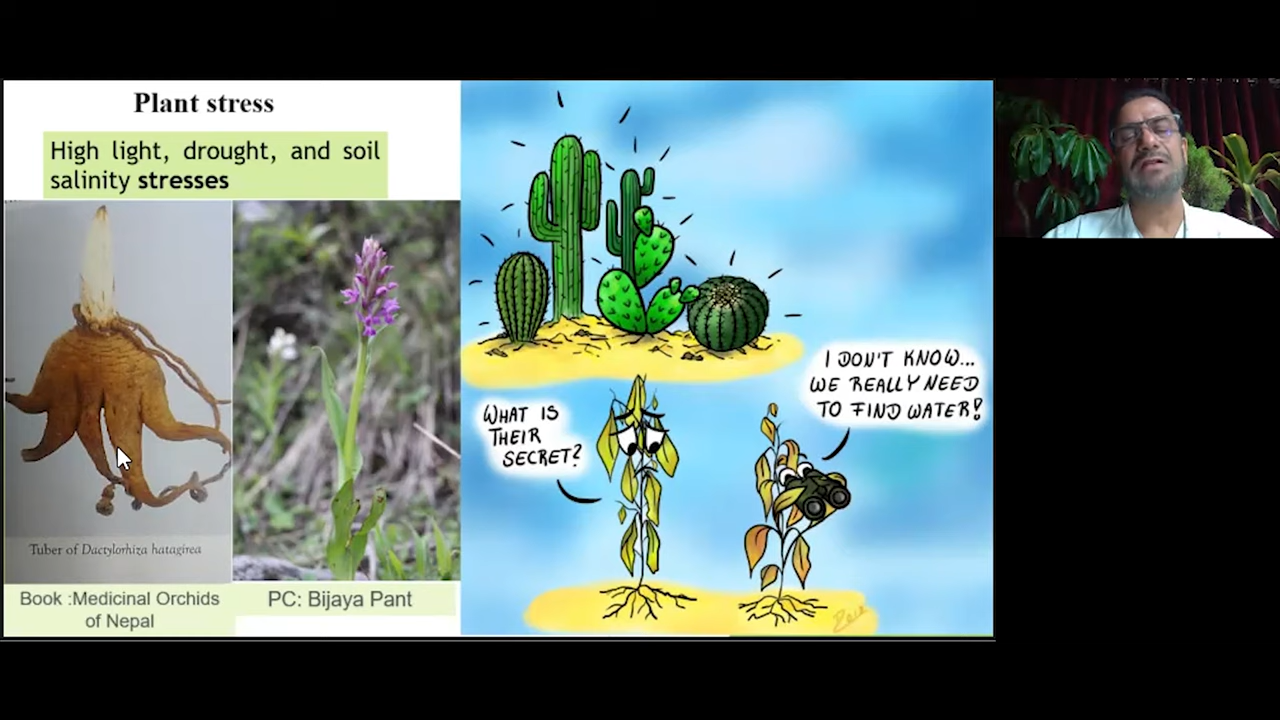 Plant stress
High light, drought, and soil
salinity stresses
Tuber of Dactylorhiza hatagirea
Book :Medicinal Orchids
of Nepal
PC: Bijaya Pant
WHAT IS
THEIR
SECRET?
I DON'T KNOW...
WE REALLY NEED
TO FIND WATER!